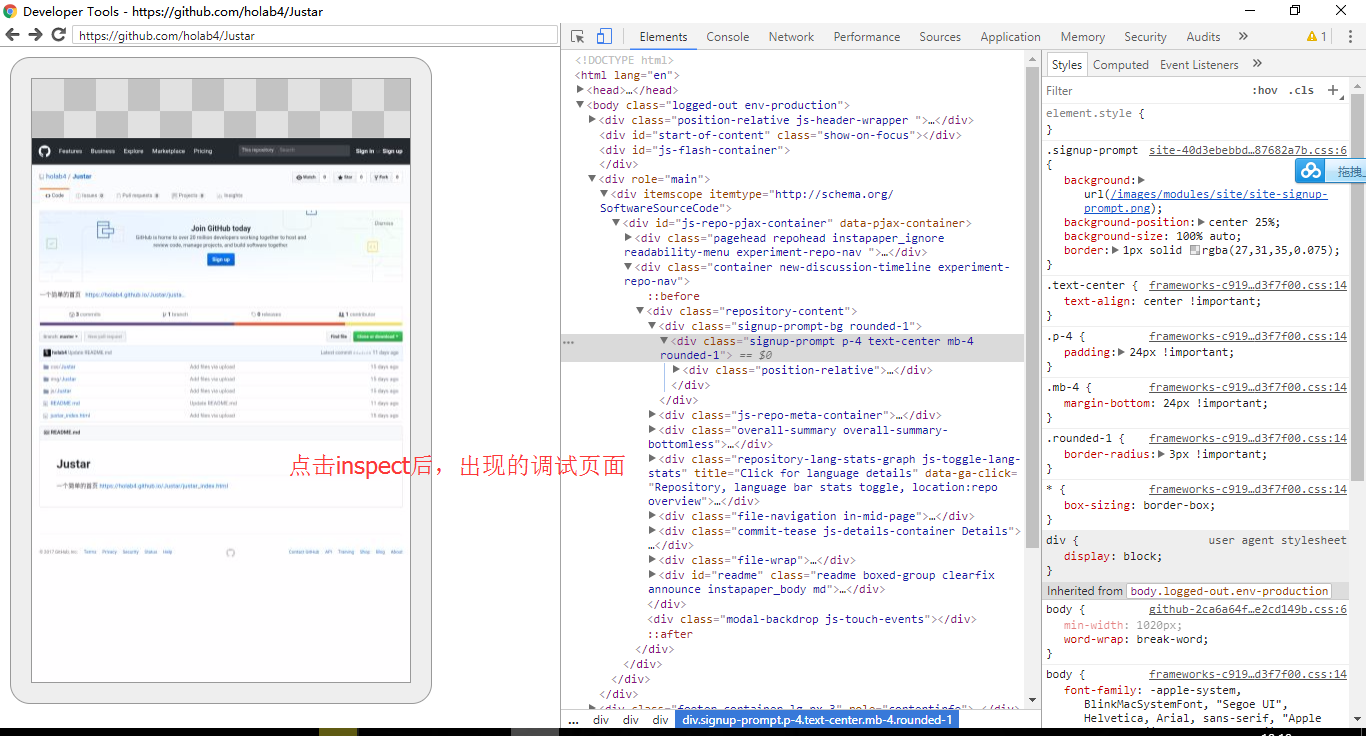 Developer Tools - https://github.com/holab4/Justar
https://github.com/holab4/Justar
Features Business Explore Marketplace Pricing
This repository Search
Sign in or Sign up
holab4 / Justar
Watch 0 Star 0 Fork 0
Code Issues 0 Pull requests 0 Projects 0 Insights
Join GitHub today
Dismiss
GitHub is home to over 20 million developers working together to host and
review code, manage projects, and build software together.
Sign up
一个简单的首页 https://holab4.github.io/Justar/justa…
3 commits 1 branch 0 releases 1 contributor
Branch: master New pull request Find file Clone or download
holab4 Update README.md Latest commit 11 days ago
css/Justar Add files via upload 15 days ago
img/Justar Add files via upload 15 days ago
js/Justar Add files via upload 15 days ago
README.md Update README.md 11 days ago
justar_index.html Add files via upload 15 days ago
README.md
Justar
一个简单的首页 https://holab4.github.io/Justar/justar_index.html
© 2017 GitHub, Inc. Terms Privacy Security Status Help Contact GitHub API Training Shop Blog About
点击inspect后，出现的调试页面
Elements Console Network Performance Sources Application Memory Security Audits » 1
<!DOCTYPE html>
<html lang="en">
<head>…</head>
<body class="logged-out env-production">
<div class="position-relative js-header-wrapper ">…</div>
<div id="start-of-content" class="show-on-focus"></div>
<div id="js-flash-container">
</div>
<div role="main">
<div itemscope itemtype="http://schema.org/
SoftwareSourceCode">
<div id="js-repo-pjax-container" data-pjax-container>
<div class="pagehead repohead instapaper_ignore
readability-menu experiment-repo-nav ">…</div>
<div class="container new-discussion-timeline experiment-
repo-nav">
::before
<div class="repository-content">
<div class="signup-prompt-bg rounded-1">
<div class="signup-prompt p-4 text-center mb-4
rounded-1"> == $0
<div class="position-relative">…</div>
</div>
</div>
<div class="js-repo-meta-container">…</div>
<div class="overall-summary overall-summary-
bottomless">…</div>
<div class="repository-lang-stats-graph js-toggle-lang-
stats" title="Click for language details" data-ga-click=
"Repository, language bar stats toggle, location:repo
overview">…</div>
<div class="file-navigation in-mid-page">…</div>
<div class="commit-tease js-details-container Details">
…</div>
<div class="file-wrap">…</div>
<div id="readme" class="readme boxed-group clearfix
announce instapaper_body md">…</div>
</div>
<div class="modal-backdrop js-touch-events"></div>
::after
</div>
</div>
</div>
</div>
<div class="footer container-lg px-3" role="contentinfo">…</div>
... div div div div.signup-prompt.p-4.text-center.mb-4.rounded-1
Styles Computed Event Listeners »
Filter :hov .cls +
element.style {
}
.signup-prompt site-40d3ebebbd…87682a7b.css:6
{
拖拽
background:
url(/images/modules/site/site-signup-
prompt.png);
background-position: center 25%;
background-size: 100% auto;
border: 1px solid rgba(27,31,35,0.075);
}
.text-center { frameworks-c919…d3f7f00.css:14
text-align: center !important;
}
.p-4 { frameworks-c919…d3f7f00.css:14
padding: 24px !important;
}
.mb-4 { frameworks-c919…d3f7f00.css:14
margin-bottom: 24px !important;
}
.rounded-1 { frameworks-c919…d3f7f00.css:14
border-radius: 3px !important;
}
* { frameworks-c919…d3f7f00.css:14
box-sizing: border-box;
}
div { user agent stylesheet
display: block;
}
Inherited from body.logged-out.env-production
body { github-2ca6a64f…e2cd149b.css:6
min-width: 1020px;
word-wrap: break-word;
}
body { frameworks-c919…d3f7f00.css:14
font-family: -apple-system,
BlinkMacSystemFont, "Segoe UI",
Helvetica, Arial, sans-serif, "Apple